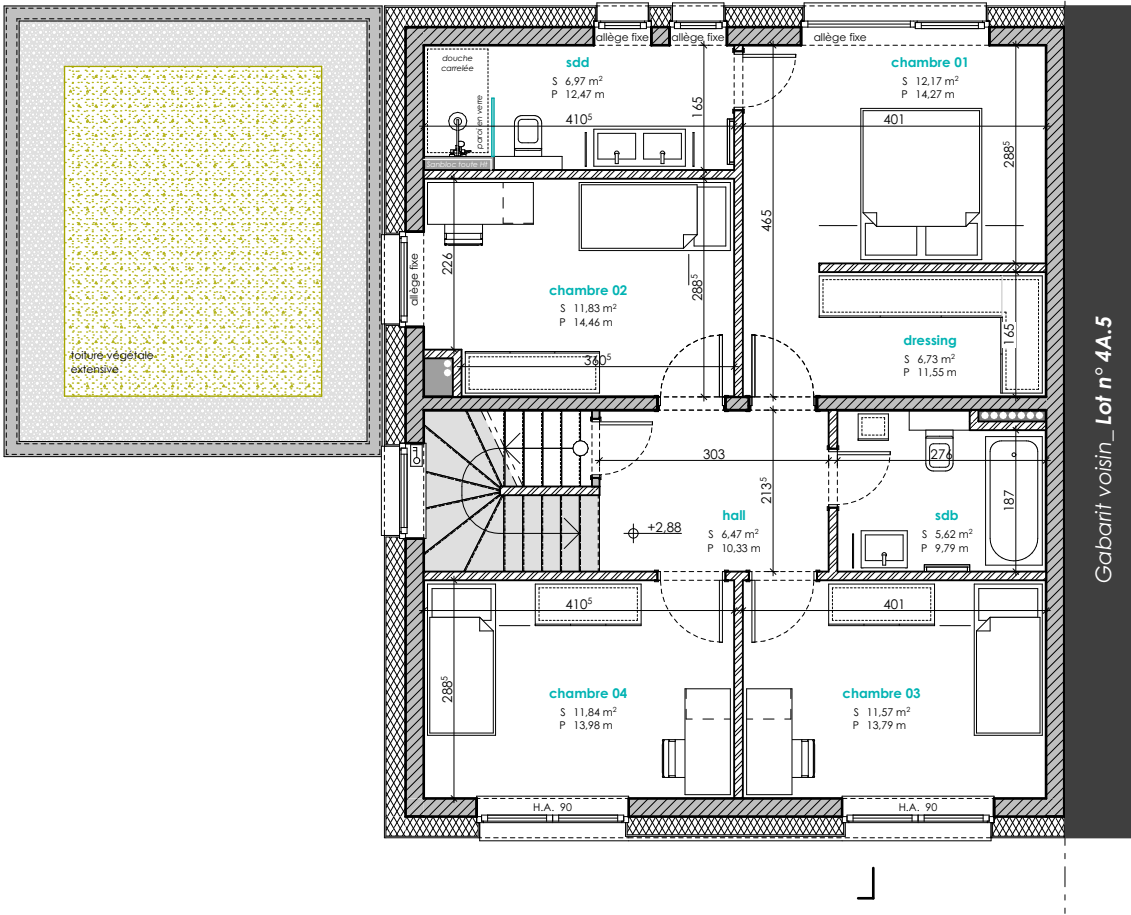 allège fixe
allège fixe
allège fixe
douche
carrelée
sdd
S 6,97 m²
P 12,47 m
chambre 01
S 12,17 m²
P 14,27 m
165
paroi en verre
410⁵
401
288⁵
Sanibloc toute Ht
465
226
allège fixe
chambre 02
S 11,83 m²
P 14,46 m
288⁵
dressing
S 6,73 m²
P 11,55 m
165
toiture végétale
extensive
360⁵
303
276
213⁵
187
+2.88
hall
S 6,47 m²
P 10,33 m
sdb
S 5,62 m²
P 9,79 m
410⁵
401
288⁵
chambre 04
S 11,84 m²
P 13,98 m
chambre 03
S 11,57 m²
P 13,79 m
H.A. 90
H.A. 90
Gabarit voisin_ Lot n° 4A.5